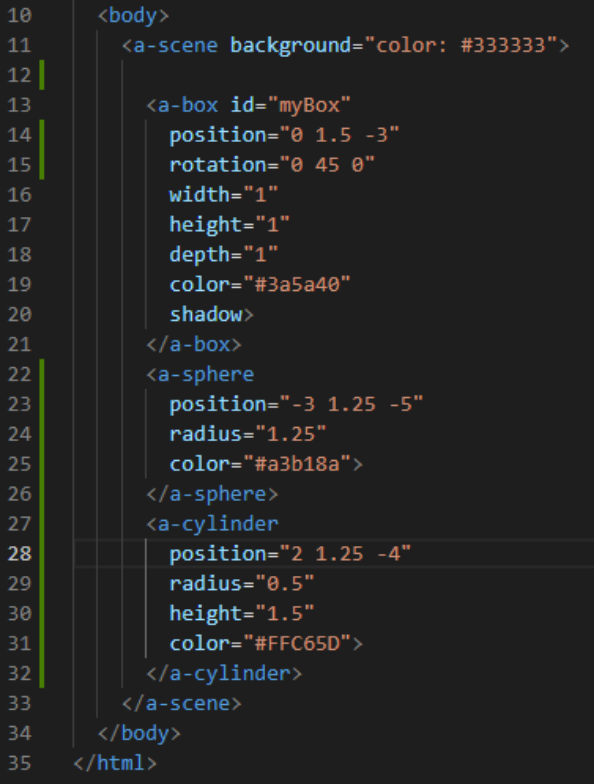 10 <body>
11 <a-scene background="color: #333333">
12
13 <a-box id="myBox"
14 position="0 1.5 -3"
15 rotation="0 45 0"
16 width="1"
17 height="1"
18 depth="1"
19 color="#3a5a40"
20 shadow>
21 </a-box>
22 <a-sphere
23 position="-3 1.25 -5"
24 radius="1.25"
25 color="#a3b18a">
26 </a-sphere>
27 <a-cylinder
28 position="2 1.25 -4"
29 radius="0.5"
30 height="1.5"
31 color="#FFC65D">
32 </a-cylinder>
33 </a-scene>
34 </body>
35 </html>